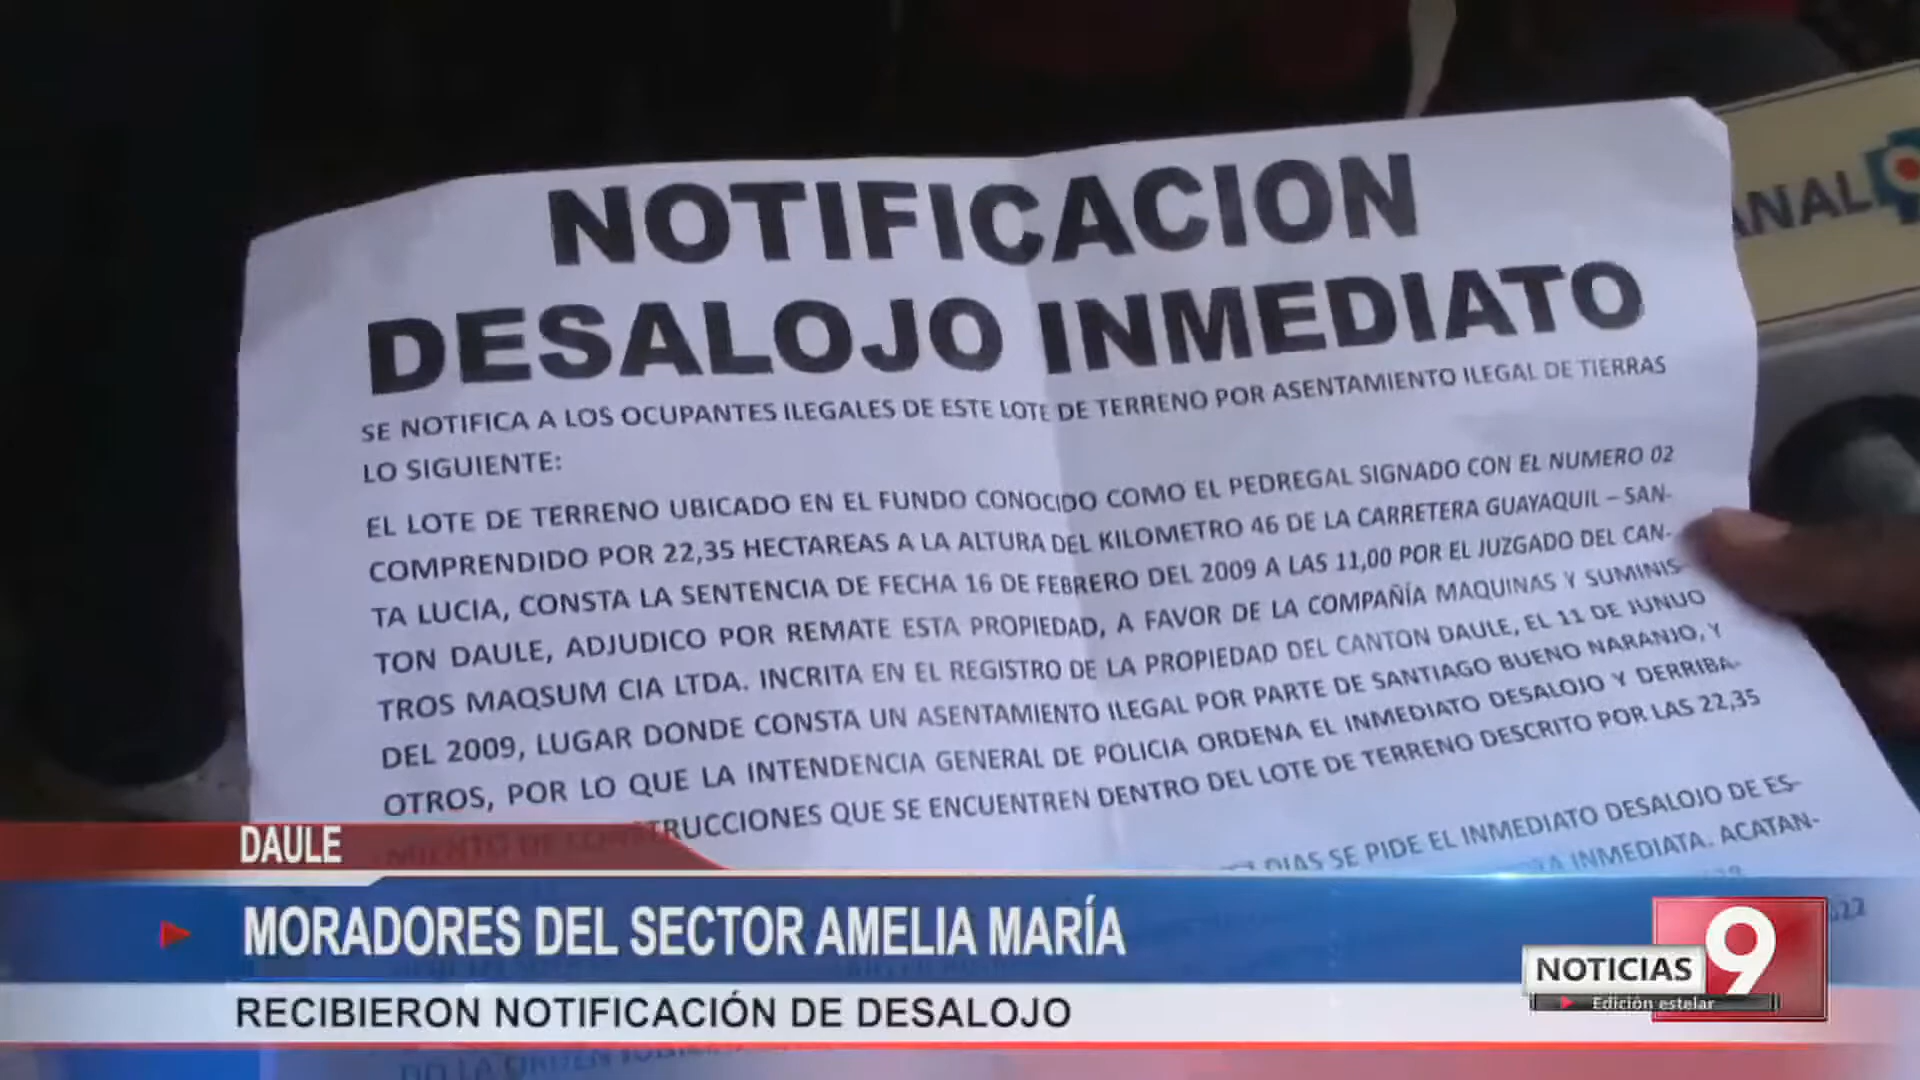 NOTIFICACION
DESALOJO INMEDIATO
SE NOTIFICA A LOS OCUPANTES ILEGALES DE ESTE LOTE DE TERRENO POR ASENTAMIENTO ILEGAL DE TIERRAS
LO SIGUIENTE:
EL LOTE DE TERRENO UBICADO EN EL FUNDO CONOCIDO COMO EL PEDREGAL SIGNADO CON EL NUMERO 02
COMPRENDIDO POR 22,35 HECTAREAS A LA ALTURA DEL KILOMETRO 46 DE LA CARRETERA GUAYAQUIL – SAN-
TA LUCIA, CONSTA LA SENTENCIA DE FECHA 16 DE FEBRERO DEL 2009 A LAS 11,00 POR EL JUZGADO DEL CAN-
TON DAULE, ADJUDICO POR REMATE ESTA PROPIEDAD, A FAVOR DE LA COMPAÑÍA MAQUINAS Y SUMINIS-
TROS MAQSUM CIA LTDA. INCRITA EN EL REGISTRO DE LA PROPIEDAD DEL CANTON DAULE, EL 11 DE JUNUO
DEL 2009, LUGAR DONDE CONSTA UN ASENTAMIENTO ILEGAL POR PARTE DE SANTIAGO BUENO NARANJO, Y
OTROS, POR LO QUE LA INTENDENCIA GENERAL DE POLICIA ORDENA EL INMEDIATO DESALOJO Y DERRIBA-
MIENTO DE CONSTRUCCIONES QUE SE ENCUENTREN DENTRO DEL LOTE DE TERRENO DESCRITO POR LAS 22,35
DIAS SE PIDE EL INMEDIATO DESALOJO DE ES-
INMEDIATA. ACATAN-
ANAL
DAULE
MORADORES DEL SECTOR AMELIA MARÍA
RECIBIERON NOTIFICACIÓN DE DESALOJO
NOTICIAS 9
Edición estelar